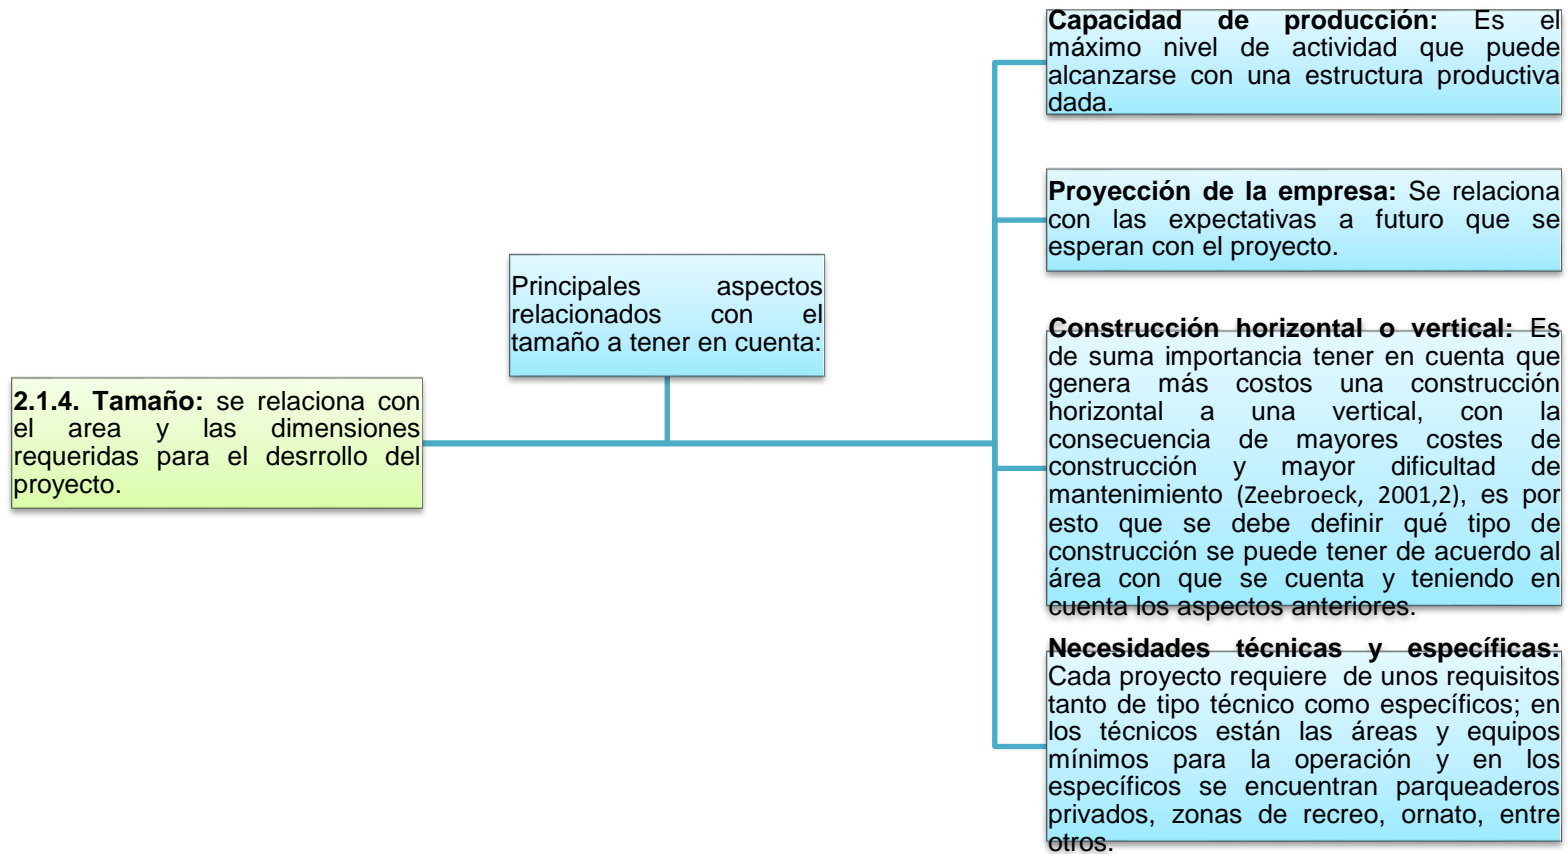 2.1.4. Tamaño: se relaciona con
el area y las dimensiones
requeridas para el desrrollo del
proyecto.
Principales aspectos
relacionados con el
tamaño a tener en cuenta:
Capacidad de producción: Es el
máximo nivel de actividad que puede
alcanzarse con una estructura productiva
dada.
Proyección de la empresa: Se relaciona
con las expectativas a futuro que se
esperan con el proyecto.
Construcción horizontal o vertical: Es
de suma importancia tener en cuenta que
genera más costos una construcción
horizontal a una vertical, con la
consecuencia de mayores costes de
construcción y mayor dificultad de
mantenimiento (Zeebroeck, 2001,2), es por
esto que se debe definir qué tipo de
construcción se puede tener de acuerdo al
área con que se cuenta y teniendo en
cuenta los aspectos anteriores.
Necesidades técnicas y específicas:
Cada proyecto requiere de unos requisitos
tanto de tipo técnico como específicos; en
los técnicos están las áreas y equipos
mínimos para la operación y en los
específicos se encuentran parqueaderos
privados, zonas de recreo, ornato, entre
otros.